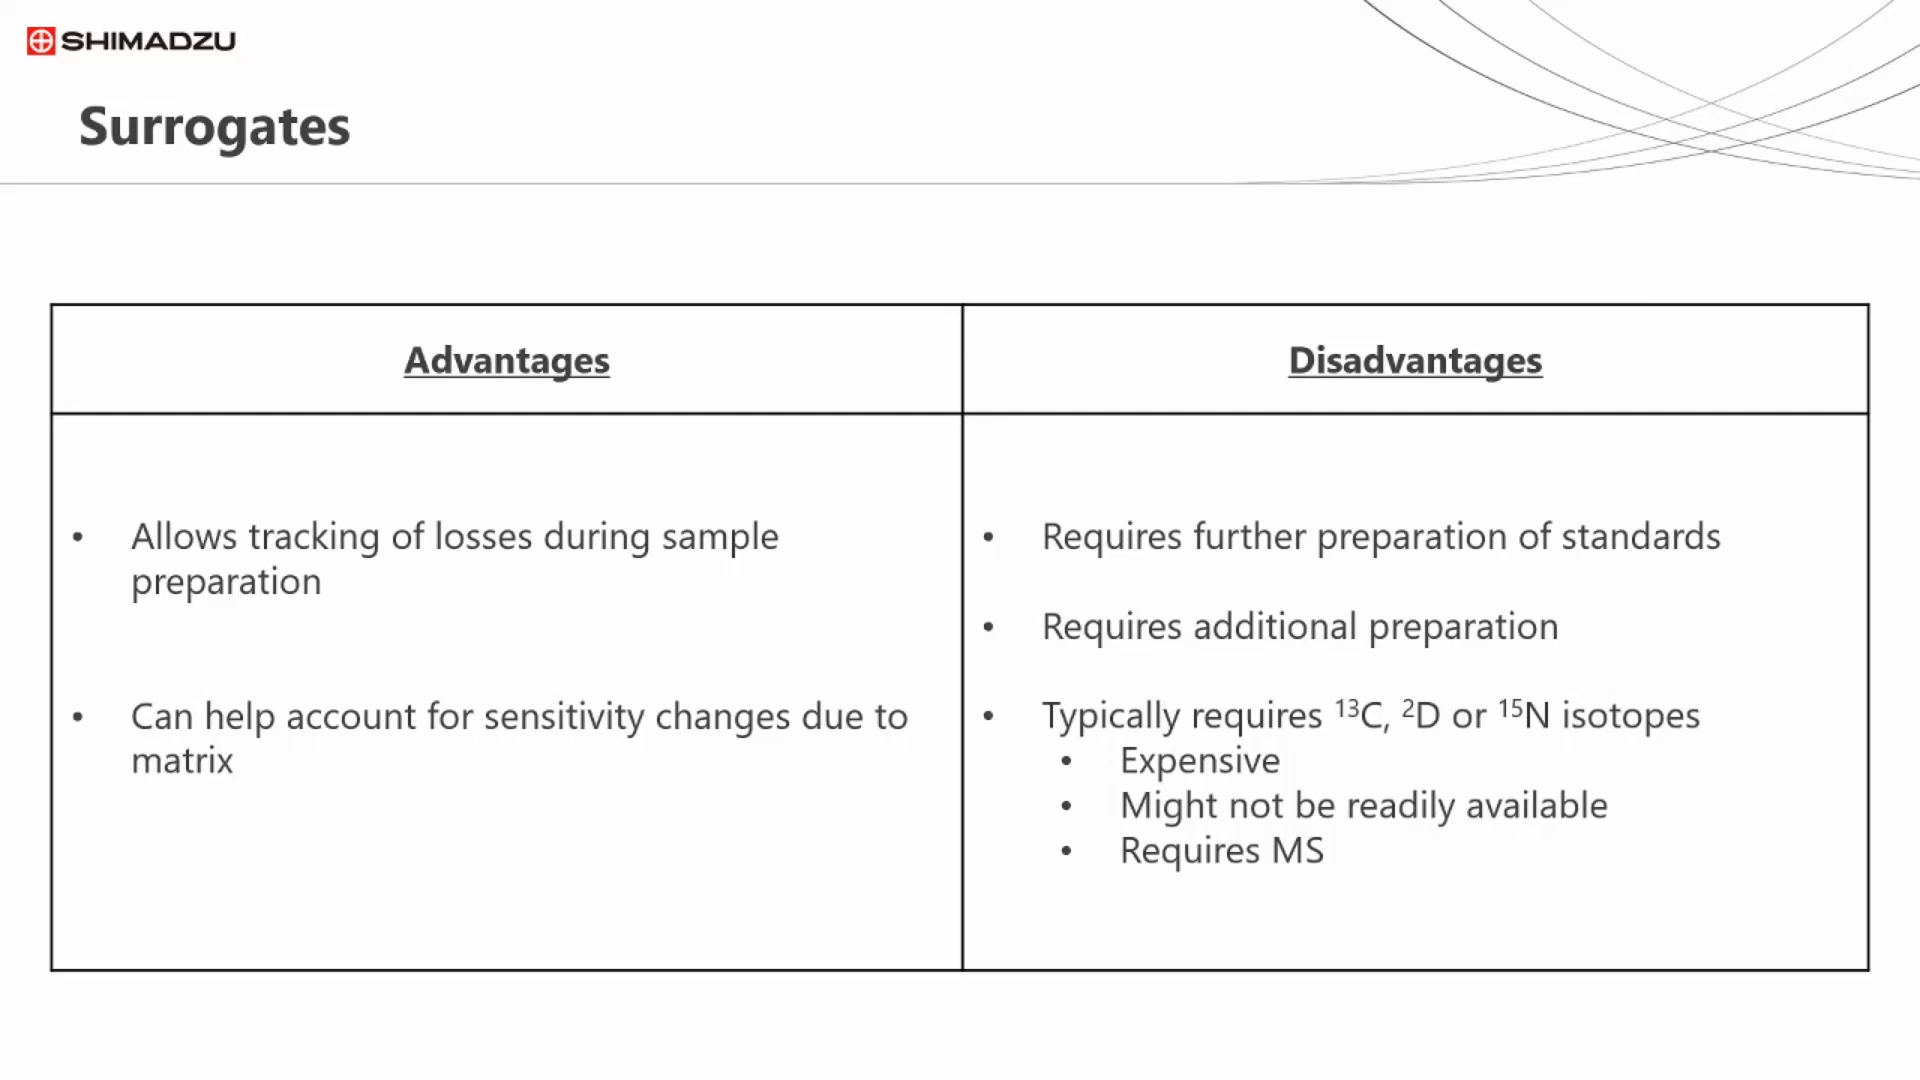 SHIMADZU
Surrogates
Advantages
Disadvantages
• Allows tracking of losses during sample
preparation
• Can help account for sensitivity changes due to
matrix
• Requires further preparation of standards
• Requires additional preparation
• Typically requires ¹³C, ²D or ¹⁵N isotopes
• Expensive
• Might not be readily available
• Requires MS